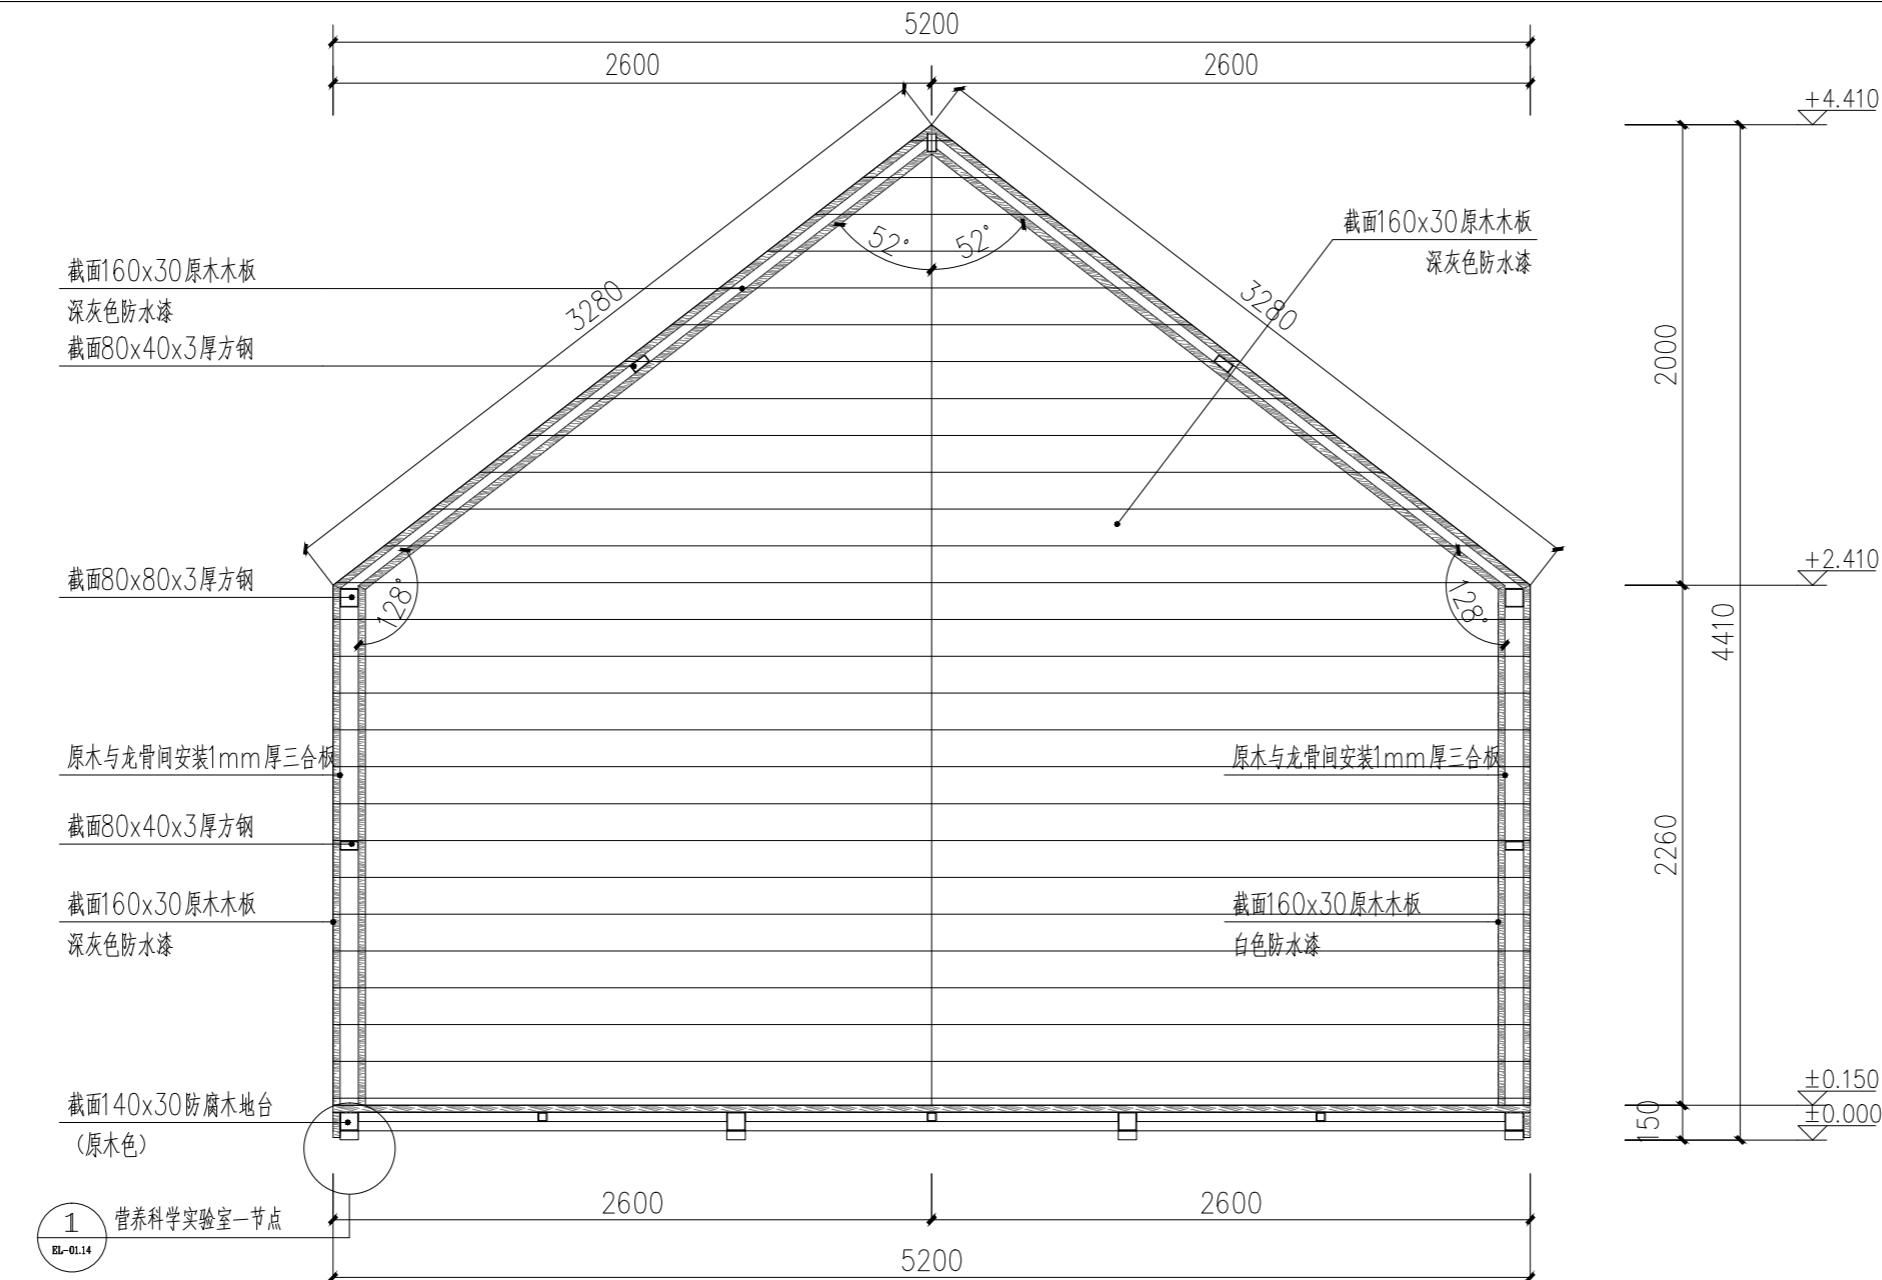 5200
2600
2600
+4.410
截面160x30原木木板
深灰色防水漆
52°
52°
截面160x30原木木板
深灰色防水漆
截面80x40x3厚方钢
3280
3280
2000
+2.410
截面80x80x3厚方钢
128°
128°
4410
原木与龙骨间安装1mm厚三合板
原木与龙骨间安装1mm厚三合板
截面80x40x3厚方钢
2260
截面160x30原木木板
深灰色防水漆
截面160x30原木木板
白色防水漆
±0.150
±0.000
150
截面140x30防腐木地台
(原木色)
2600
2600
1
EL-01.14
营养科学实验室一节点
5200